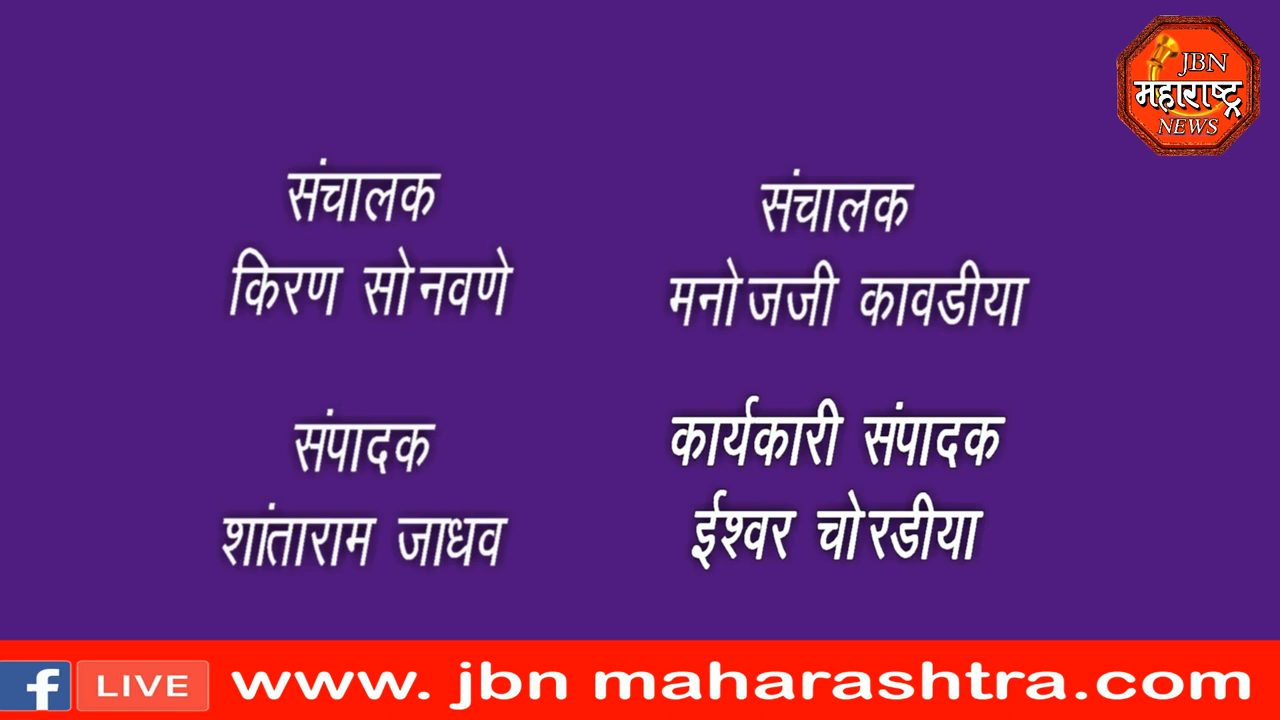 JBN
महाराष्ट्र
NEWS
संचालक
किरण सोनवणे
संचालक
मनोजजी कावडीया
संपादक
शांताराम जाधव
कार्यकारी संपादक
ईश्वर चोरडीया
f LIVE www. jbn maharashtra.com